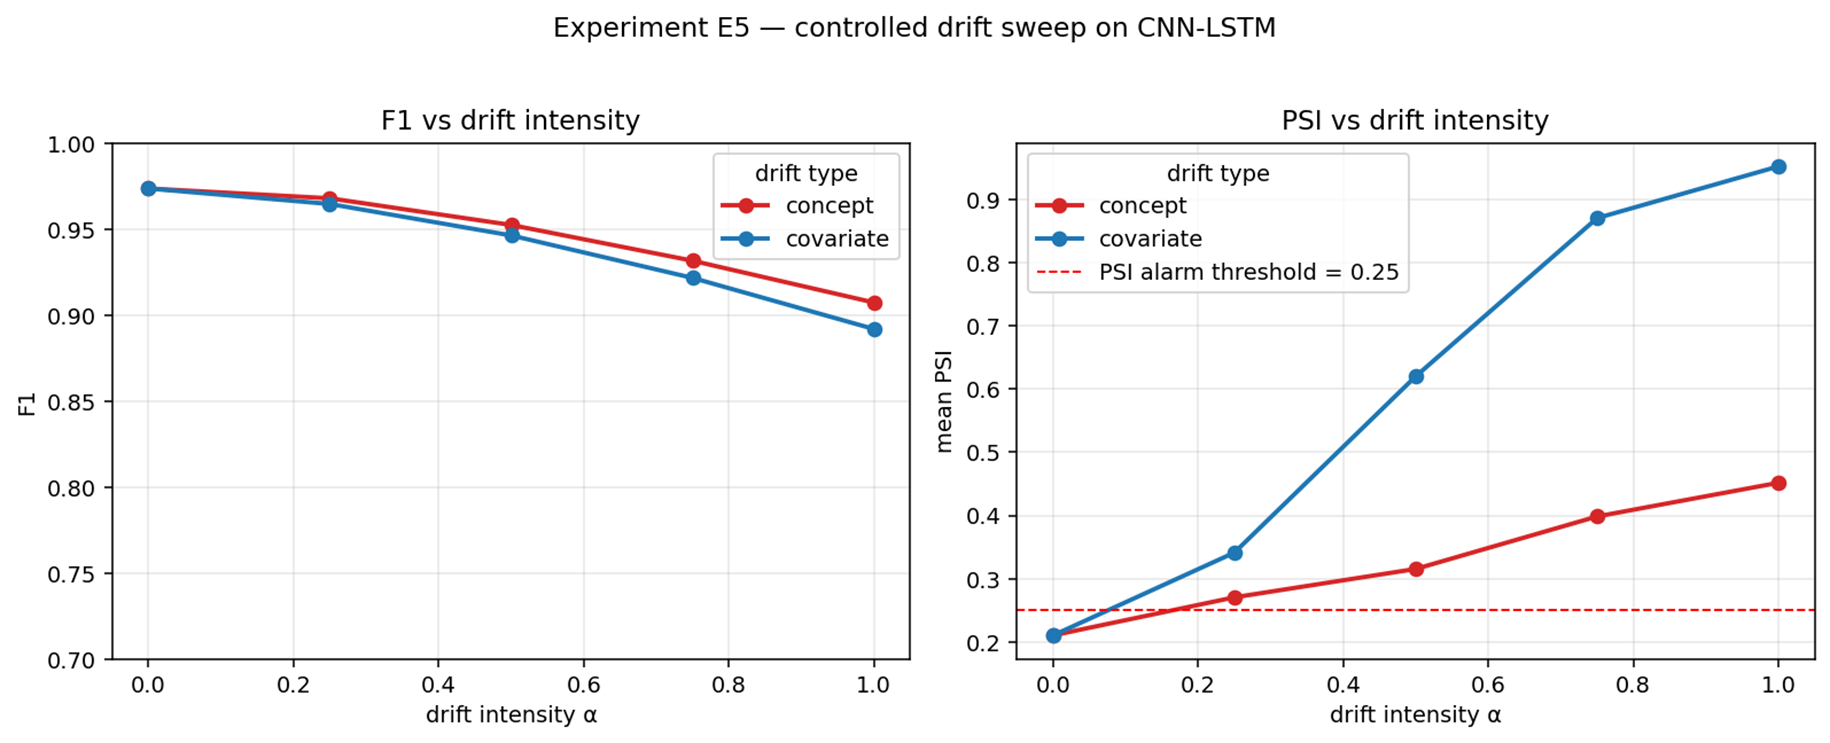 Experiment E5 — controlled drift sweep on CNN-LSTM
F1 vs drift intensity
1.00
0.95
0.90
0.85
0.80
0.75
0.70
F1
0.0 0.2 0.4 0.6 0.8 1.0
drift intensity α
drift type
concept
covariate
PSI vs drift intensity
0.9
0.8
0.7
0.6
0.5
0.4
0.3
0.2
mean PSI
0.0 0.2 0.4 0.6 0.8 1.0
drift intensity α
drift type
concept
covariate
PSI alarm threshold = 0.25